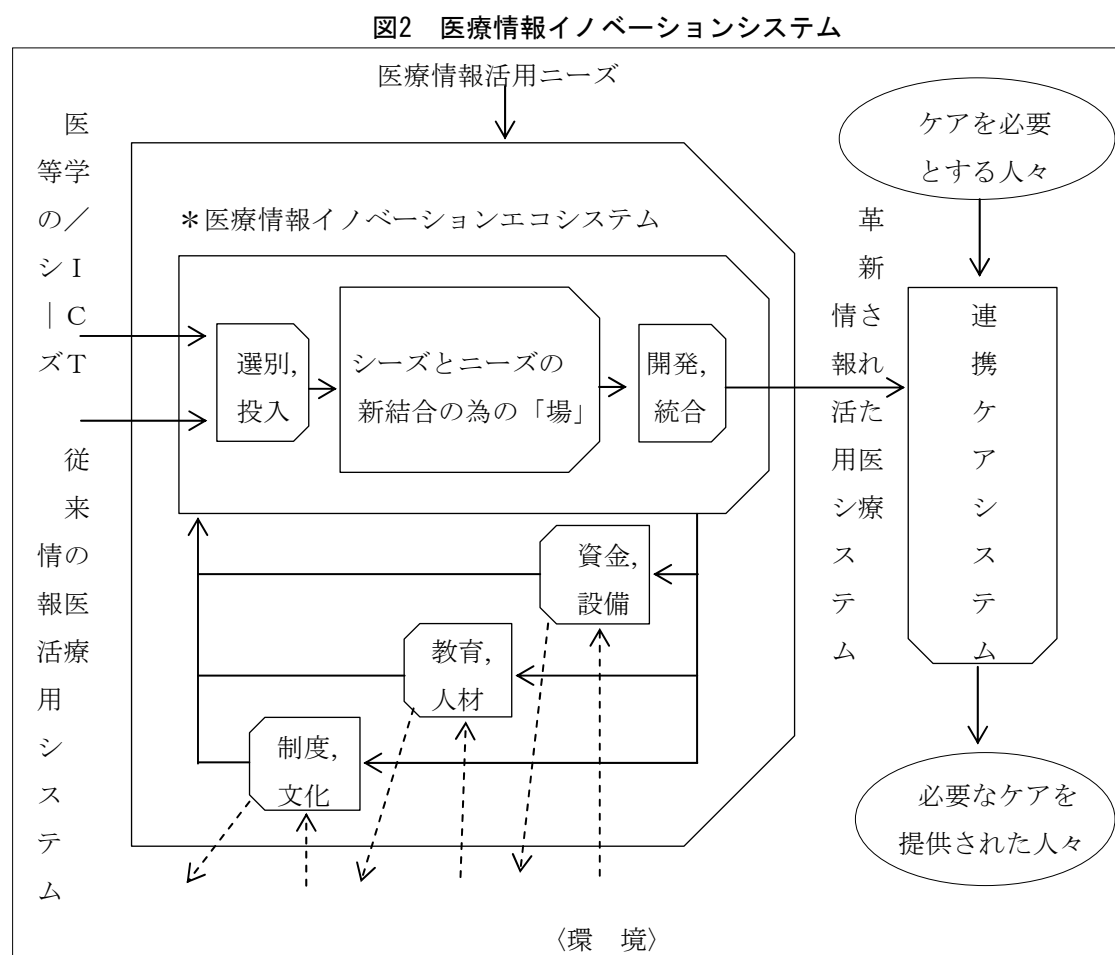 図2　医療情報イノベーションシステム
医療情報活用ニーズ
医学／ＩＣＴ
等のシーズ
従来の医療
情報活用システム
＊医療情報イノベーションエコシステム
選別,
投入
シーズとニーズの
新結合の為の「場」
開発,
統合
資金,
設備
教育,
人材
制度,
文化
革新された医療
情報活用システム
ケアを必要
とする人々
連携ケアシステム
必要なケアを
提供された人々
〈環　境〉